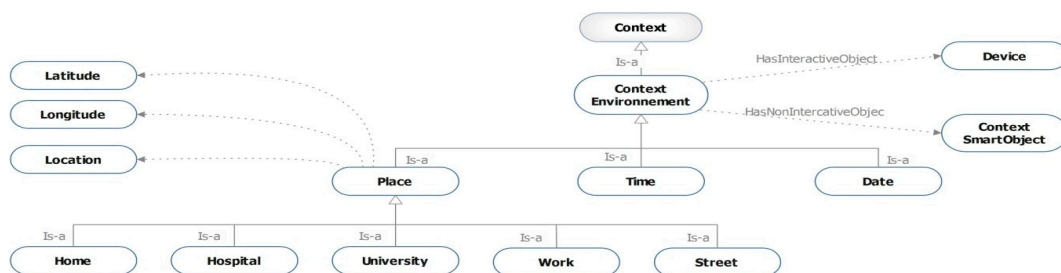 Context
Is-a
HasInteractiveObject
Device
Latitude
Context
Environnement
Longitude
HasNonIntercativeObjec
Context
SmartObject
Location
Is-a
Is-a
Is-a
Place
Time
Date
Is-a
Is-a
Is-a
Is-a
Is-a
Home
Hospital
University
Work
Street